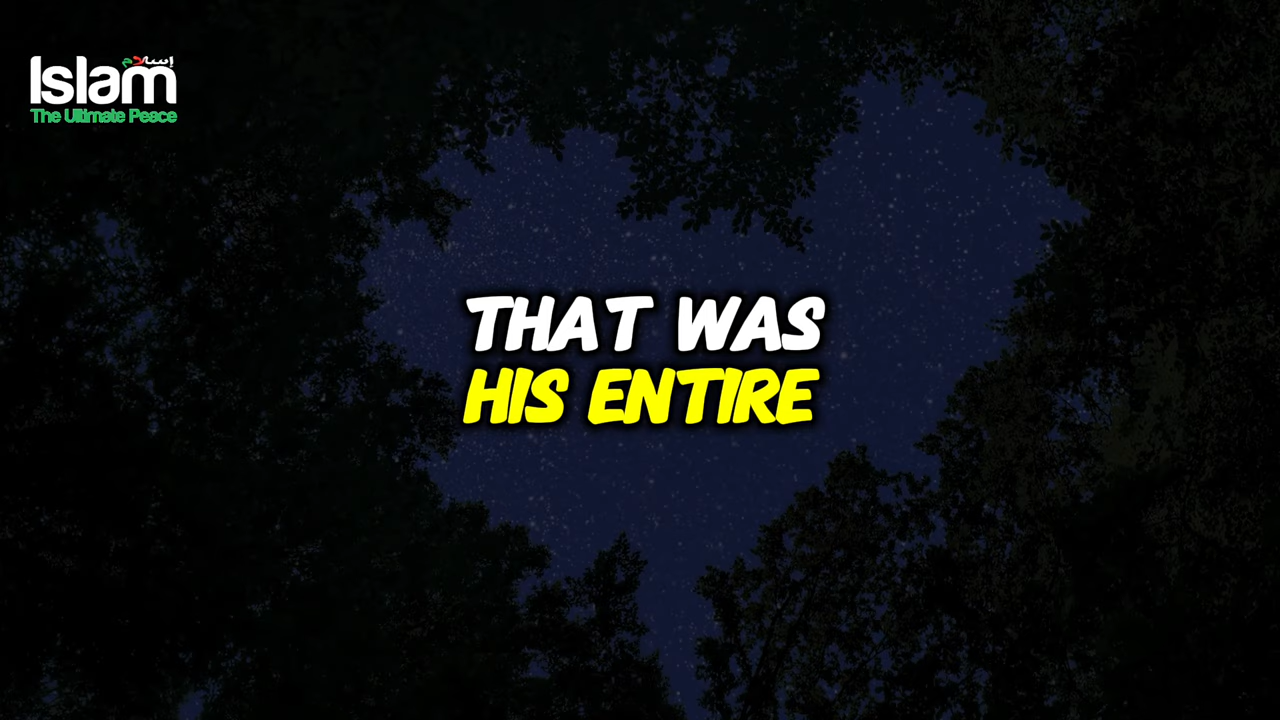 إسلام
Islam
The Ultimate Peace
THAT WAS
HIS ENTIRE